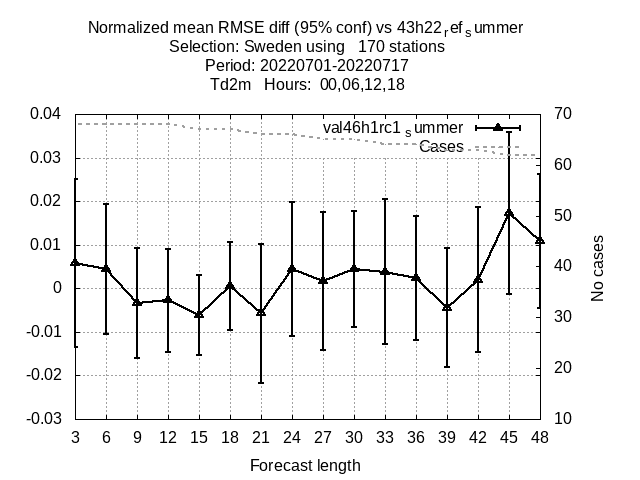 Normalized mean RMSE diff (95% conf) vs 43h22refsummer
Selection: Sweden using 170 stations
Period: 20220701-20220717
Td2m Hours: 00,06,12,18
val46h1rc1summer
Cases
0.04
0.03
0.02
0.01
0
-0.01
-0.02
-0.03
70
60
50
40
30
20
10
No cases
3 6 9 12 15 18 21 24 27 30 33 36 39 42 45 48
Forecast length